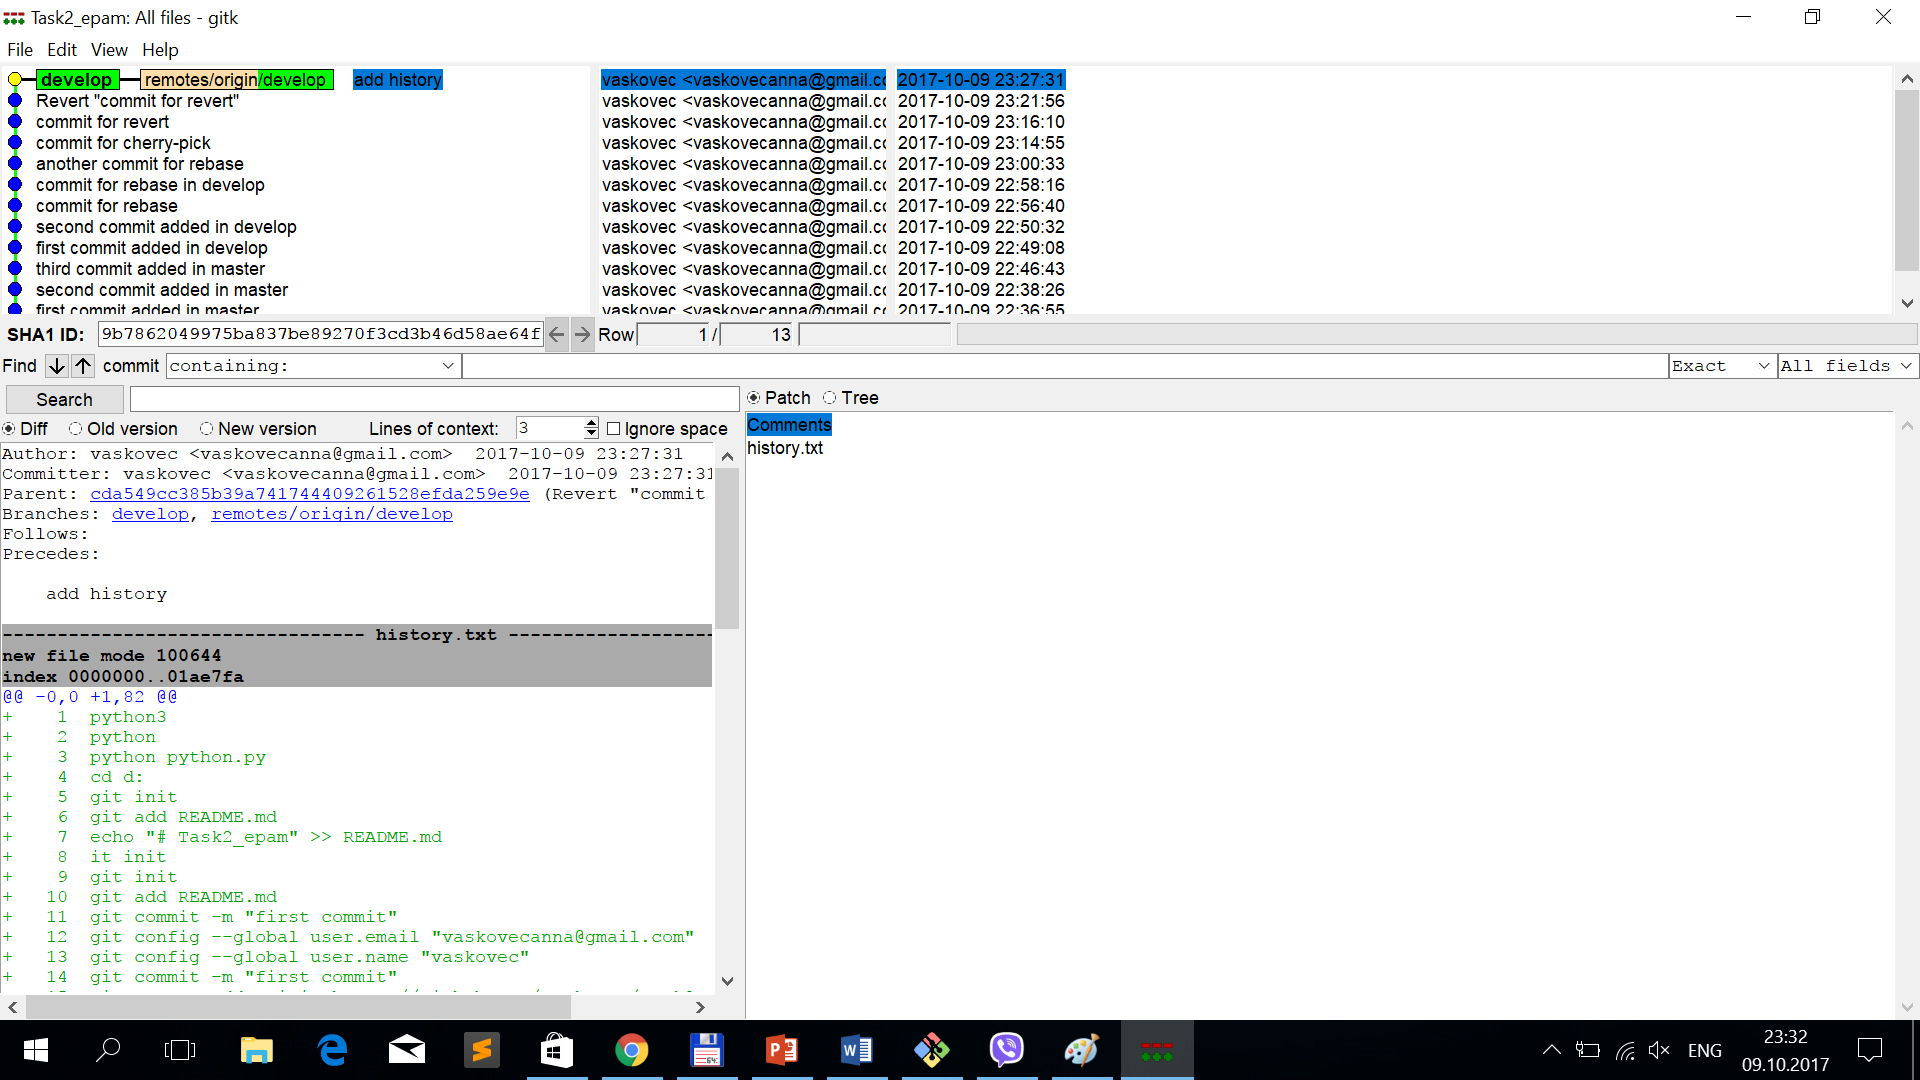 Task2_epam: All files - gitk
File Edit View Help
develop remotes/origin/develop add history vaskovec <vaskovecanna@gmail.cc 2017-10-09 23:27:31
Revert "commit for revert" vaskovec <vaskovecanna@gmail.cc 2017-10-09 23:21:56
commit for revert vaskovec <vaskovecanna@gmail.cc 2017-10-09 23:16:10
commit for cherry-pick vaskovec <vaskovecanna@gmail.cc 2017-10-09 23:14:55
another commit for rebase vaskovec <vaskovecanna@gmail.cc 2017-10-09 23:00:33
commit for rebase in develop vaskovec <vaskovecanna@gmail.cc 2017-10-09 22:58:16
commit for rebase vaskovec <vaskovecanna@gmail.cc 2017-10-09 22:56:40
second commit added in develop vaskovec <vaskovecanna@gmail.cc 2017-10-09 22:50:32
first commit added in develop vaskovec <vaskovecanna@gmail.cc 2017-10-09 22:49:08
third commit added in master vaskovec <vaskovecanna@gmail.cc 2017-10-09 22:46:43
second commit added in master vaskovec <vaskovecanna@gmail.cc 2017-10-09 22:38:26
first commit added in master vaskovec <vaskovecanna@gmail.cc 2017-10-09 22:36:55
SHA1 ID: 9b7862049975ba837be89270f3cd3b46d58ae64f Row 1 / 13
Find commit containing: Exact All fields
Search
Patch Tree
Diff Old version New version Lines of context: 3 Ignore space
Comments
history.txt
Author: vaskovec <vaskovecanna@gmail.com> 2017-10-09 23:27:31
Committer: vaskovec <vaskovecanna@gmail.com> 2017-10-09 23:27:31
Parent: cda549cc385b39a741744409261528efda259e9e (Revert "commit
Branches: develop, remotes/origin/develop
Follows:
Precedes:
add history
--------------------------------- history.txt -------------------
new file mode 100644
index 0000000..01ae7fa
@@ -0,0 +1,82 @@
+ 1 python3
+ 2 python
+ 3 python python.py
+ 4 cd d:
+ 5 git init
+ 6 git add README.md
+ 7 echo "# Task2_epam" >> README.md
+ 8 it init
+ 9 git init
+ 10 git add README.md
+ 11 git commit -m "first commit"
+ 12 git config --global user.email "vaskovecanna@gmail.com"
+ 13 git config --global user.name "vaskovec"
+ 14 git commit -m "first commit"
64:
ENG
23:32
09.10.2017